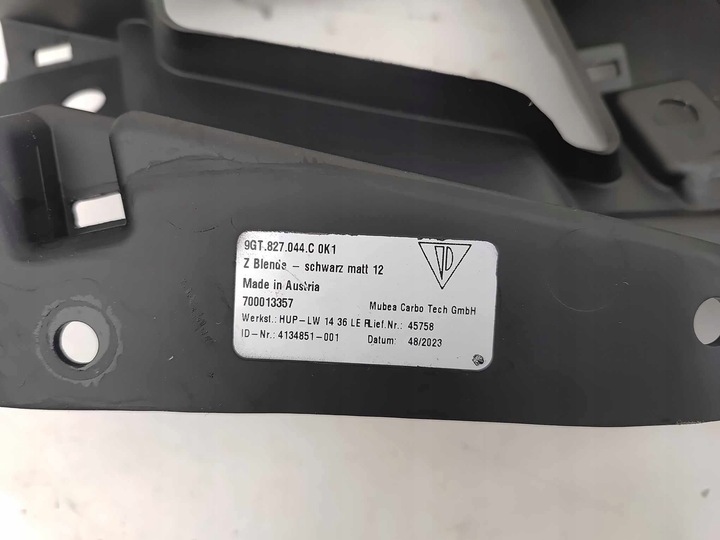 9GT.827.044.C 0K1
Z Blende – schwarz matt 12
Made in Austria
700013357
Mubea Carbo Tech GmbH
Werkst.: HUP-LW 14 36 LE Lief.Nr.: 45758
ID-Nr.: 4134851-001 Datum: 48/2023